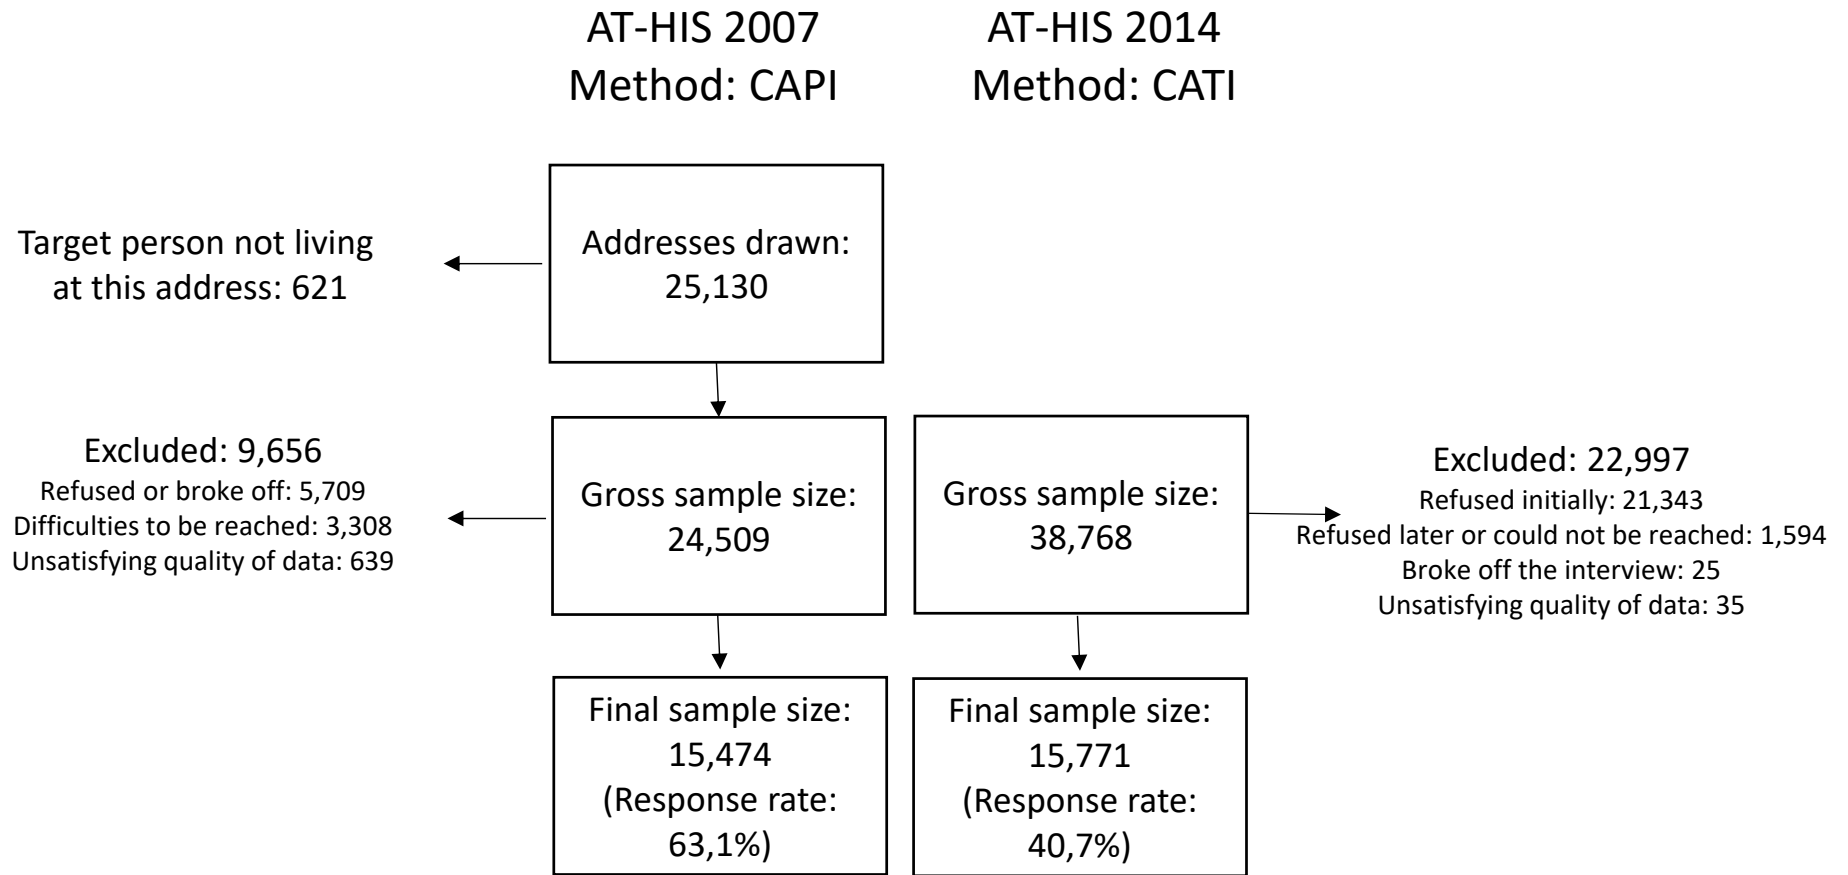 AT-HIS 2007
Method: CAPI
AT-HIS 2014
Method: CATI
Target person not living
at this address: 621
Addresses drawn:
25,130
Excluded: 9,656
Refused or broke off: 5,709
Difficulties to be reached: 3,308
Unsatisfying quality of data: 639
Gross sample size:
24,509
Gross sample size:
38,768
Excluded: 22,997
Refused initially: 21,343
Refused later or could not be reached: 1,594
Broke off the interview: 25
Unsatisfying quality of data: 35
Final sample size:
15,474
(Response rate:
63,1%)
Final sample size:
15,771
(Response rate:
40,7%)